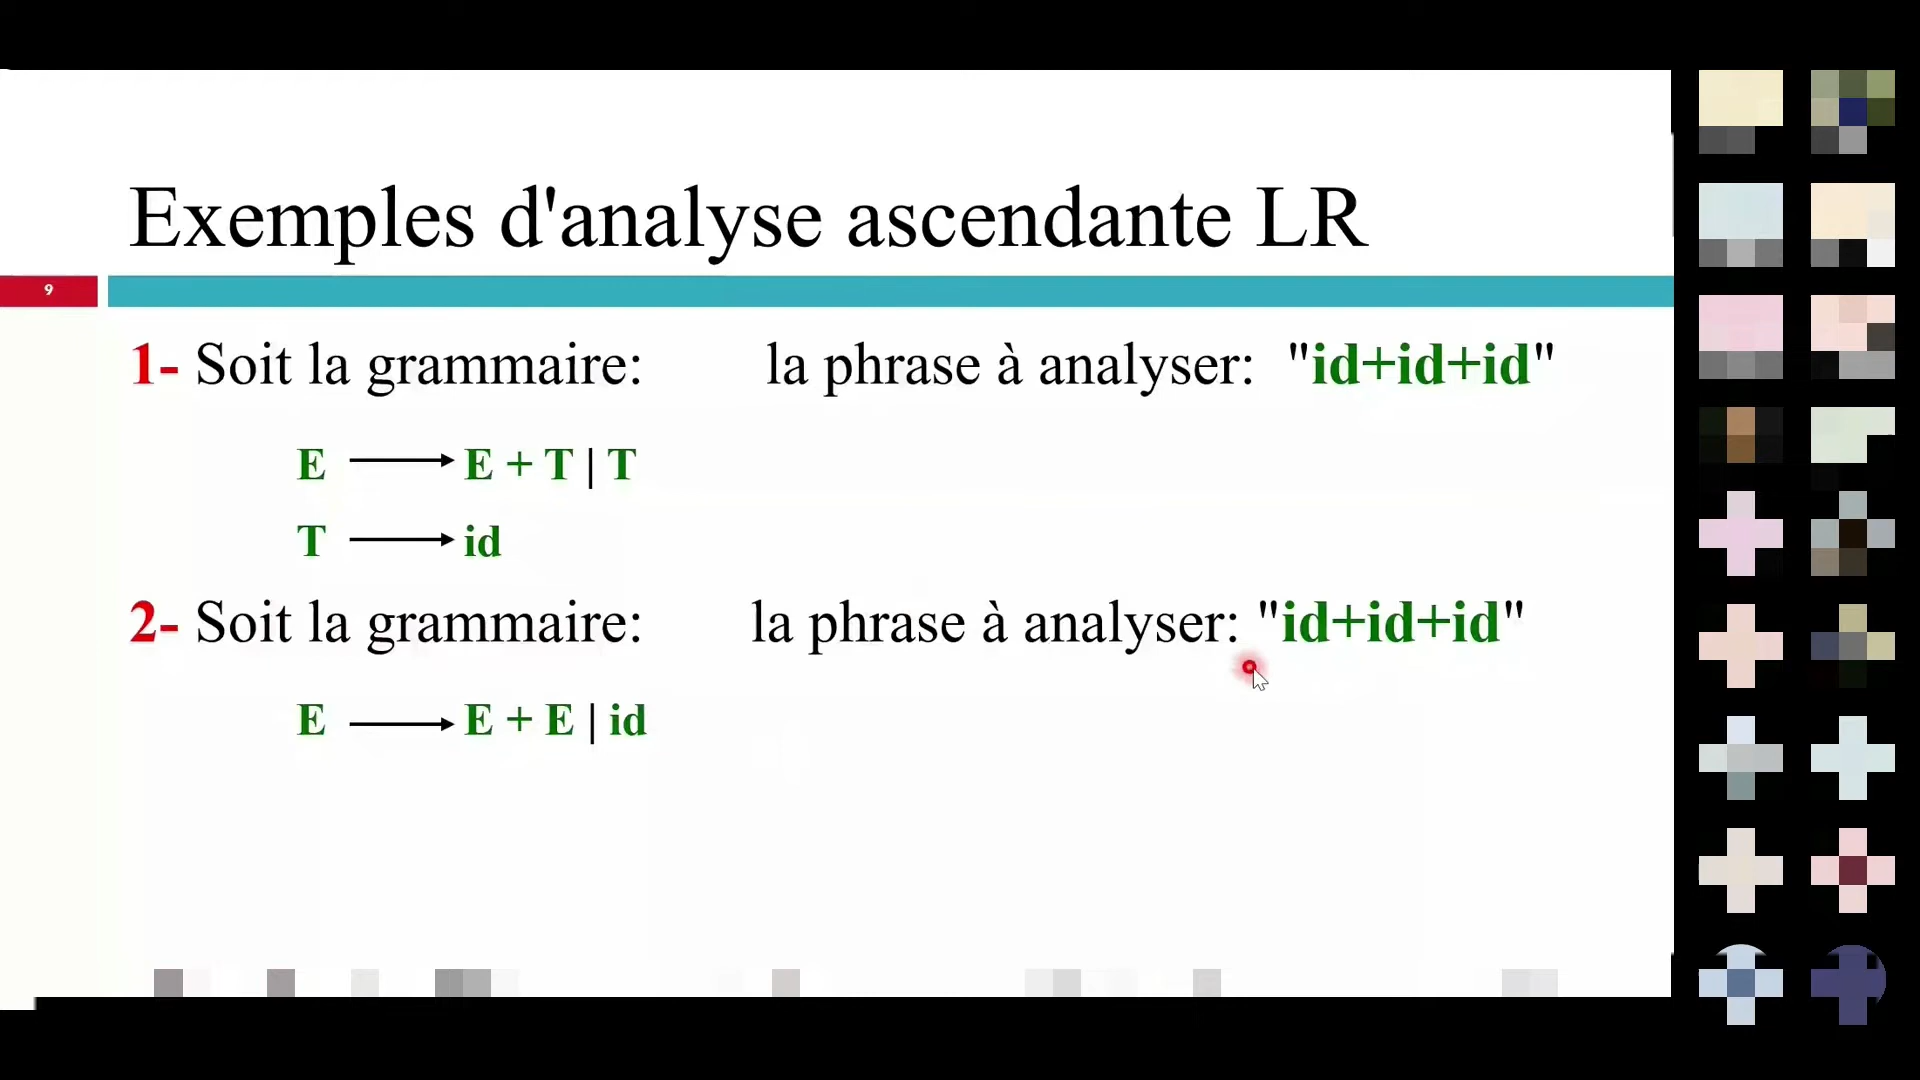 Exemples d'analyse ascendante LR
9
1- Soit la grammaire: la phrase à analyser: "id+id+id"
E → E + T | T
T → id
2- Soit la grammaire: la phrase à analyser: "id+id+id"
E → E + E | id